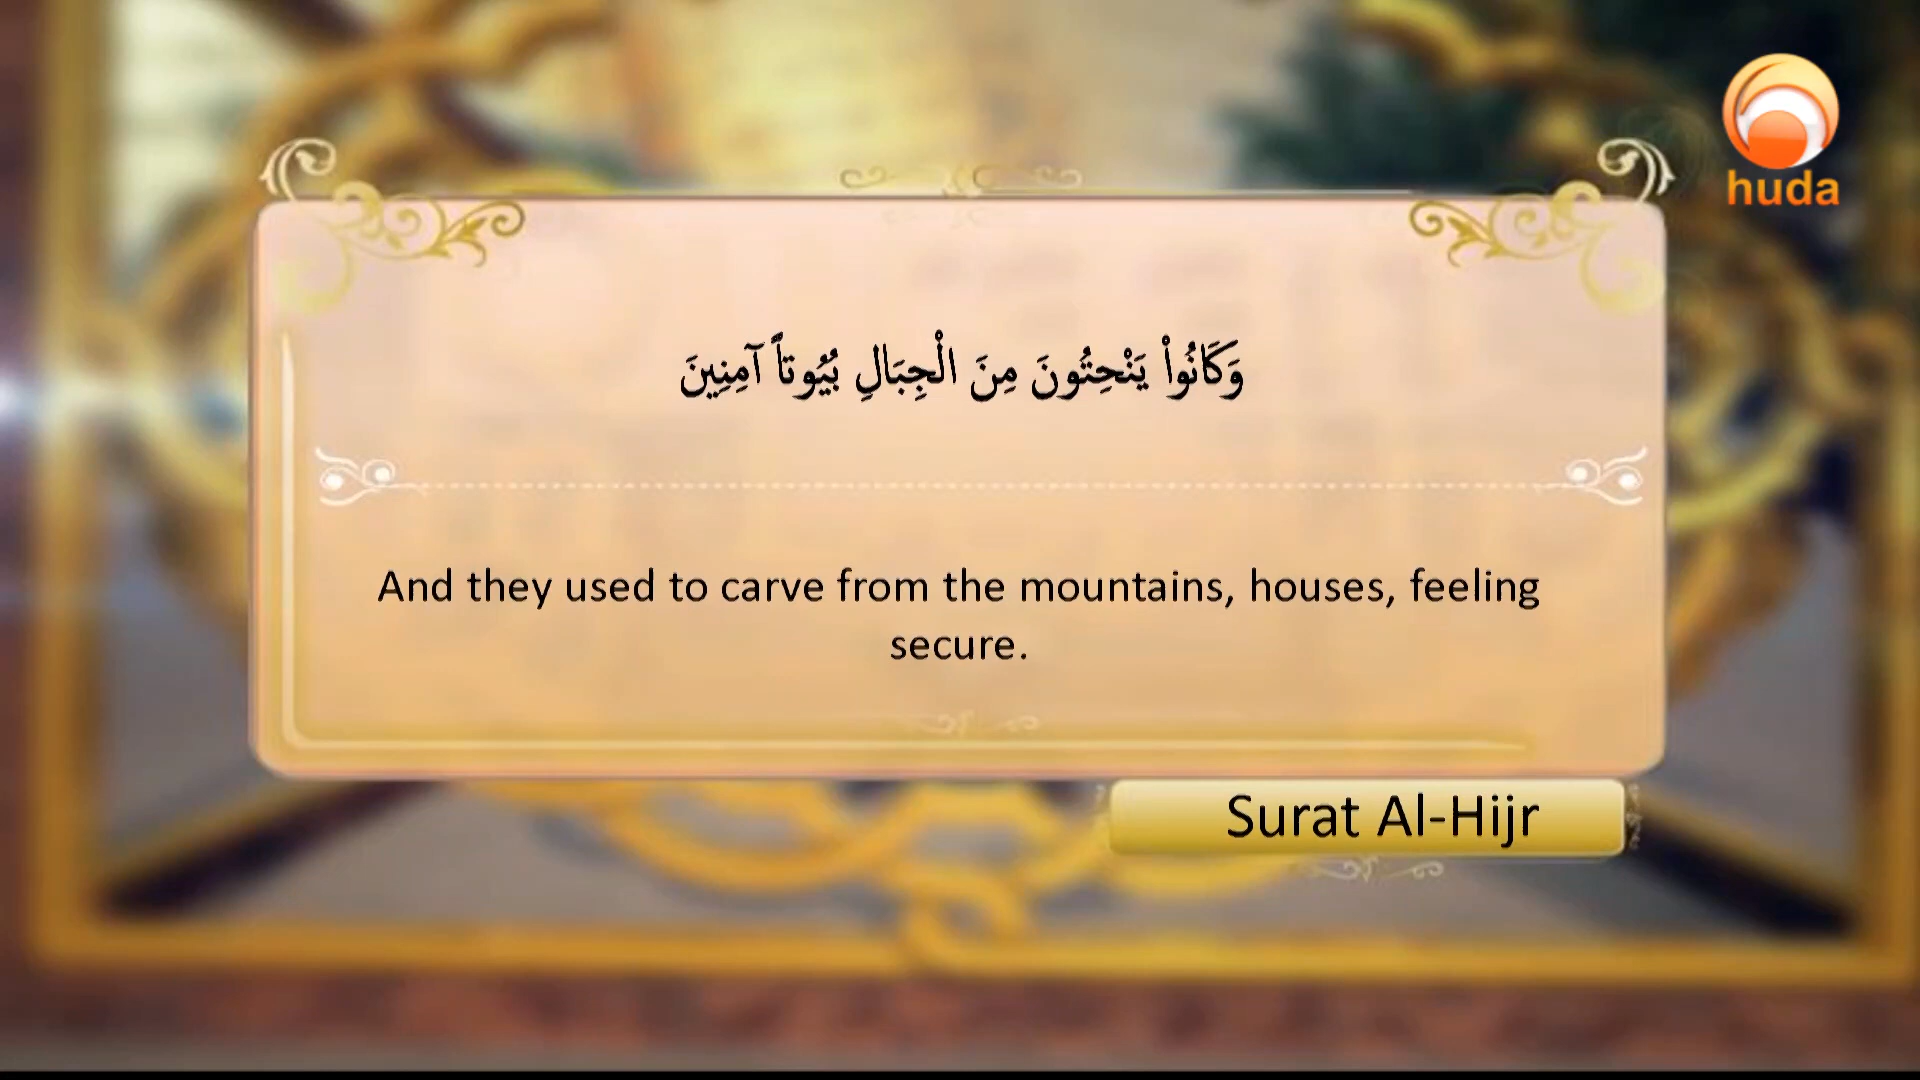 huda
وَكَانُواْ يَنْحِتُونَ مِنَ الْجِبَالِ بُيُوتاً آمِنِينَ
And they used to carve from the mountains, houses, feeling
secure.
Surat Al-Hijr